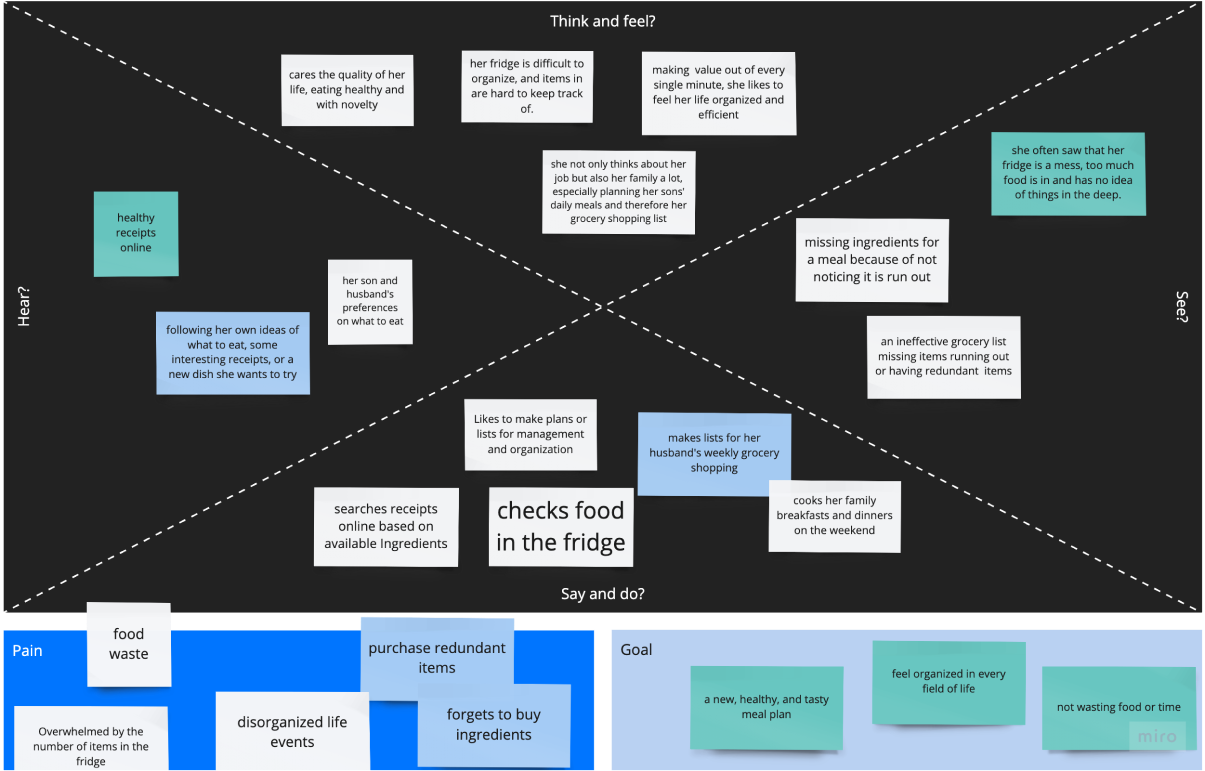 Think and feel?
cares the quality of her
life, eating healthy and
with novelty
her fridge is difficult to
organize, and items in
are hard to keep track
of.
making  value out of every
single minute, she likes to
feel her life organized and
efficient
she not only thinks about her
job but also her family a lot,
especially planning her sons'
daily meals and therefore her
grocery shopping list
Hear?
healthy
receipts
online
her son and
husband's
preferences
on what to eat
following her own ideas of
what to eat, some
interesting receipts, or a
new dish she wants to try
See?
she often saw that her
fridge is a mess, too much
food is in and has no idea
of things in the deep.
missing ingredients for
a meal because of not
noticing it is run out
an ineffective grocery list
missing items running out
or having redundant  items
Likes to make plans or
lists for management
and organization
makes lists for her
husband's weekly grocery
shopping
searches receipts
online based on
available Ingredients
checks food
in the fridge
cooks her family
breakfasts and dinners
on the weekend
Say and do?
Pain
food
waste
purchase redundant
items
Overwhelmed by the
number of items in the
fridge
disorganized life
events
forgets to buy
ingredients
Goal
a new, healthy, and tasty
meal plan
feel organized in every
field of life
not wasting food or time
miro